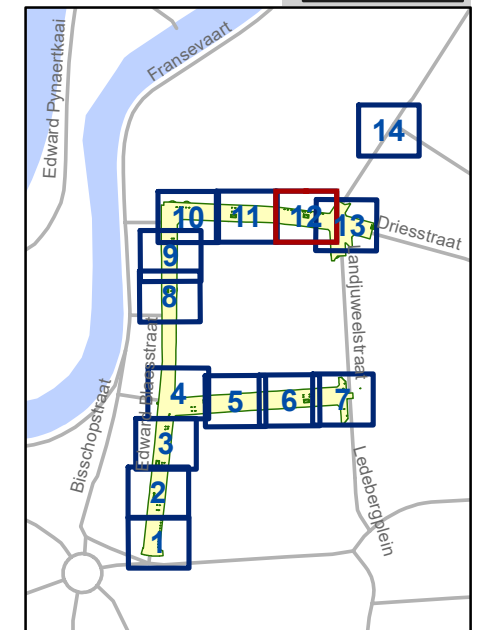 Edward Pynaertkaai
Fransevaart
14
10
11
12
13
Driesstraat
9
8
Landjuweelstraat
Edward Blaesstraat
Bisschopstraat
4
5
6
7
3
2
1
Ledebergplein